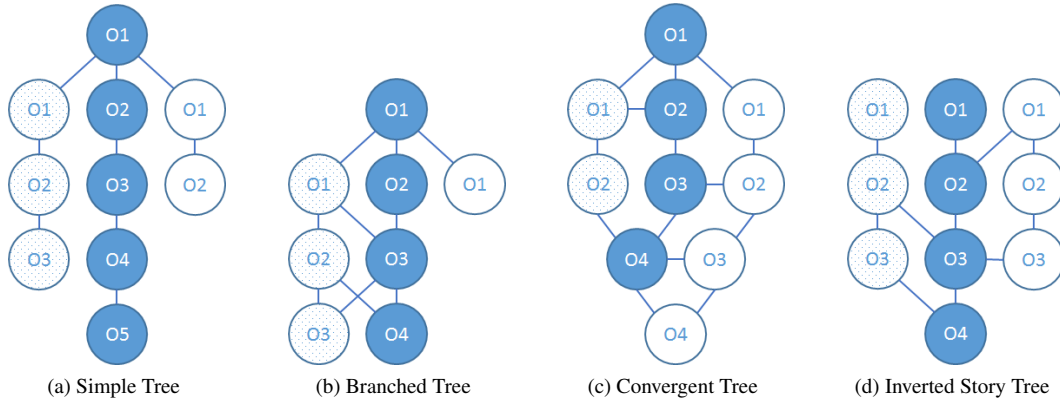 O1
O1 O2 O1
O2 O3 O2
O3 O4
O5
(a) Simple Tree
O1
O1 O2 O1
O2 O3
O3 O4
(b) Branched Tree
O1
O1 O2 O1
O2 O3 O2
O4 O3
O4
(c) Convergent Tree
O1 O1 O1
O2 O2 O2
O3 O3 O3
O4
(d) Inverted Story Tree